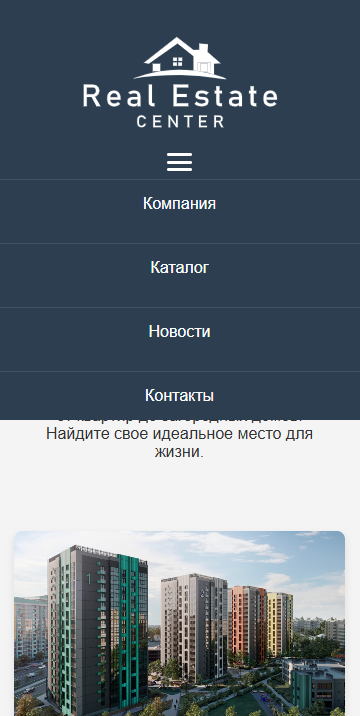 Real Estate
CENTER
Компания
Каталог
Новости
Контакты
Найдите свое идеальное место для
жизни.